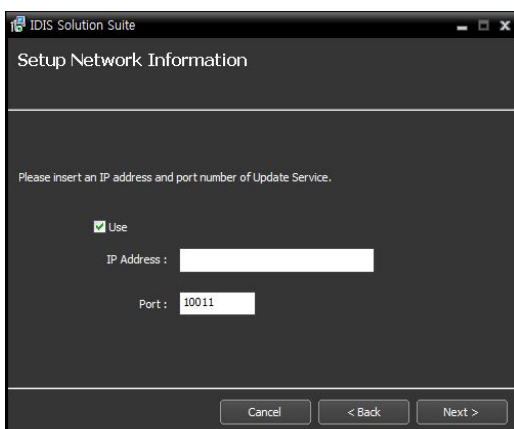 IDIS Solution Suite
Setup Network Information
Please insert an IP address and port number of Update Service.
Use
IP Address :
Port : 10011
Cancel < Back Next >